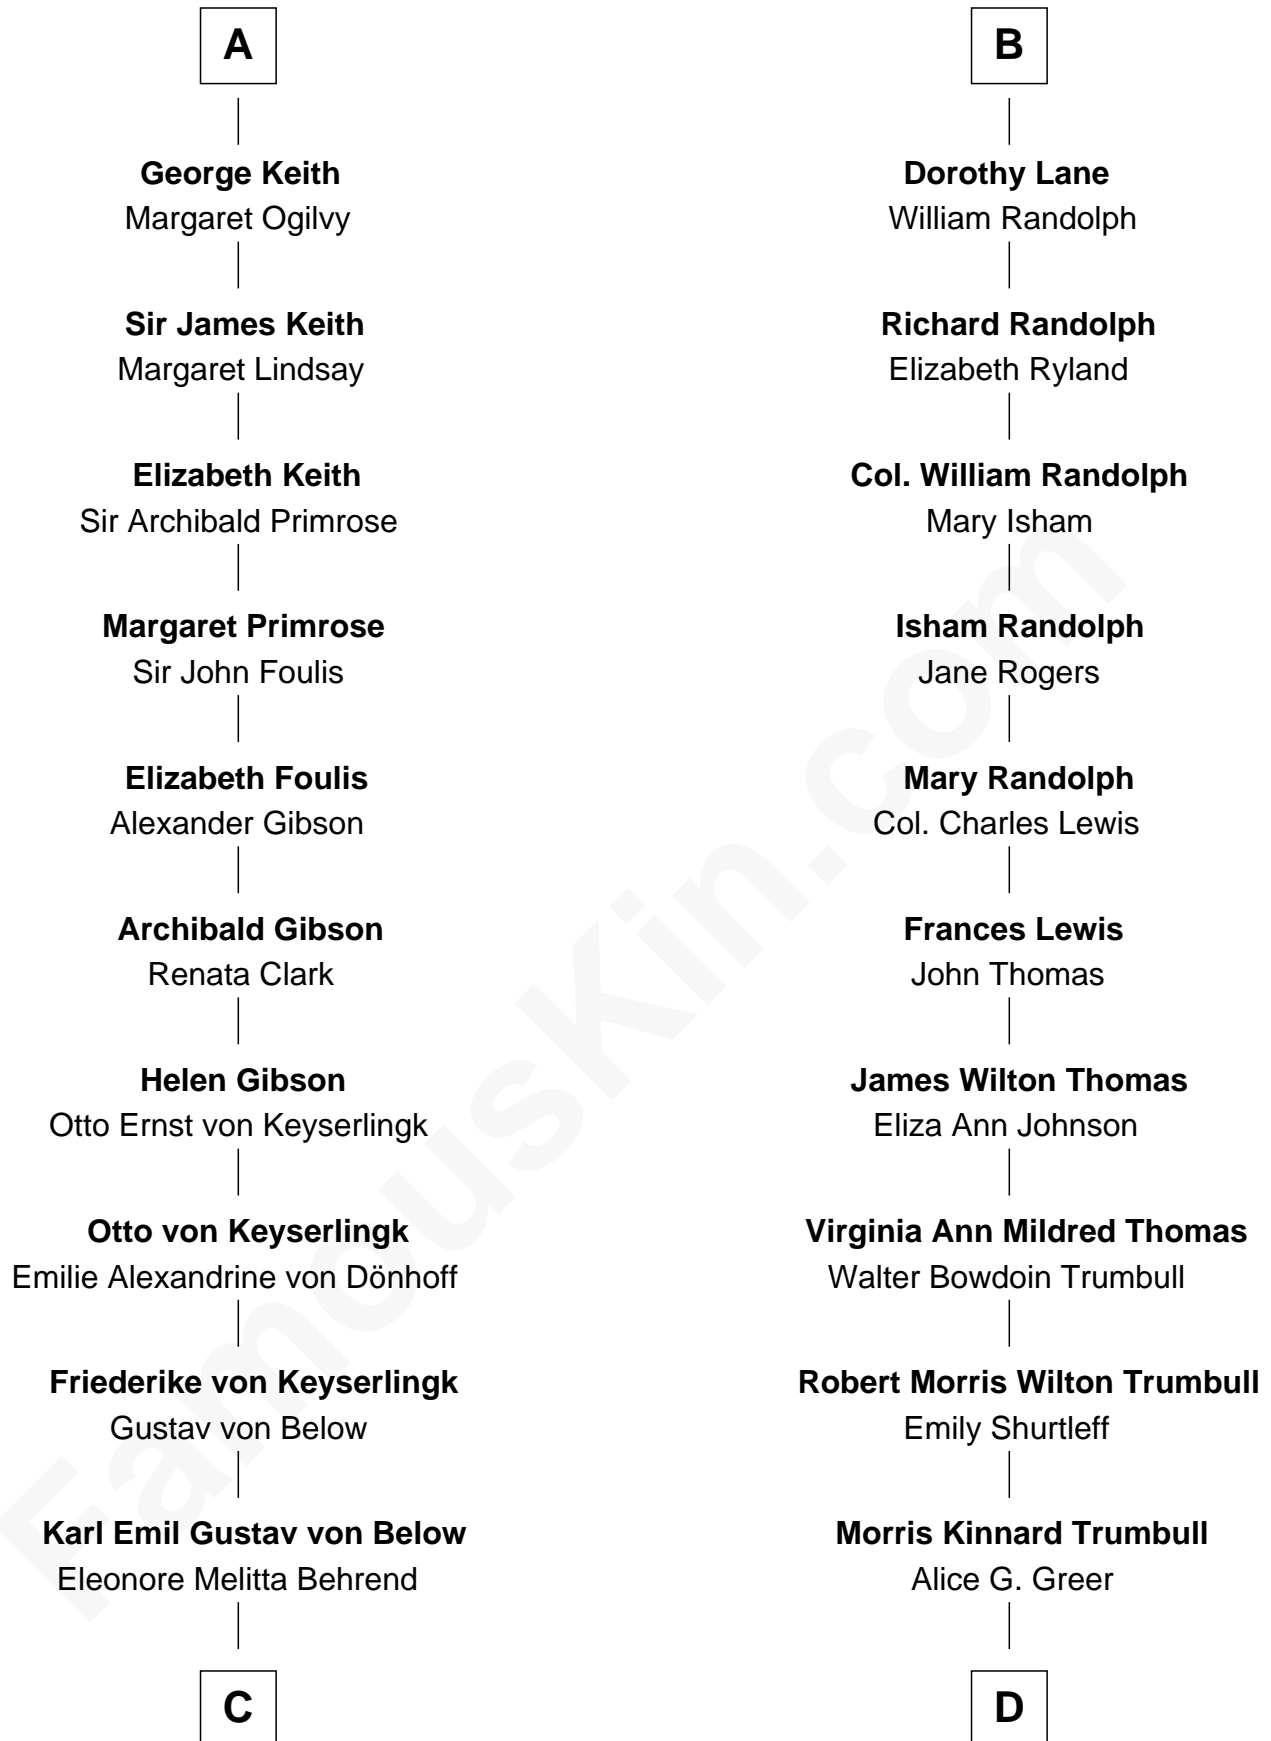 A
George Keith
Margaret Ogilvy
Sir James Keith
Margaret Lindsay
Elizabeth Keith
Sir Archibald Primrose
Margaret Primrose
Sir John Foulis
Elizabeth Foulis
Alexander Gibson
Archibald Gibson
Renata Clark
Helen Gibson
Otto Ernst von Keyserlingk
Otto von Keyserlingk
Emilie Alexandrine von Dönhoff
Friederike von Keyserlingk
Gustav von Below
Karl Emil Gustav von Below
Eleonore Melitta Behrend
C
B
Dorothy Lane
William Randolph
Richard Randolph
Elizabeth Ryland
Col. William Randolph
Mary Isham
Isham Randolph
Jane Rogers
Mary Randolph
Col. Charles Lewis
Frances Lewis
John Thomas
James Wilton Thomas
Eliza Ann Johnson
Virginia Ann Mildred Thomas
Walter Bowdoin Trumbull
Robert Morris Wilton Trumbull
Emily Shurtleff
Morris Kinnard Trumbull
Alice G. Greer
D
FamousKin.com